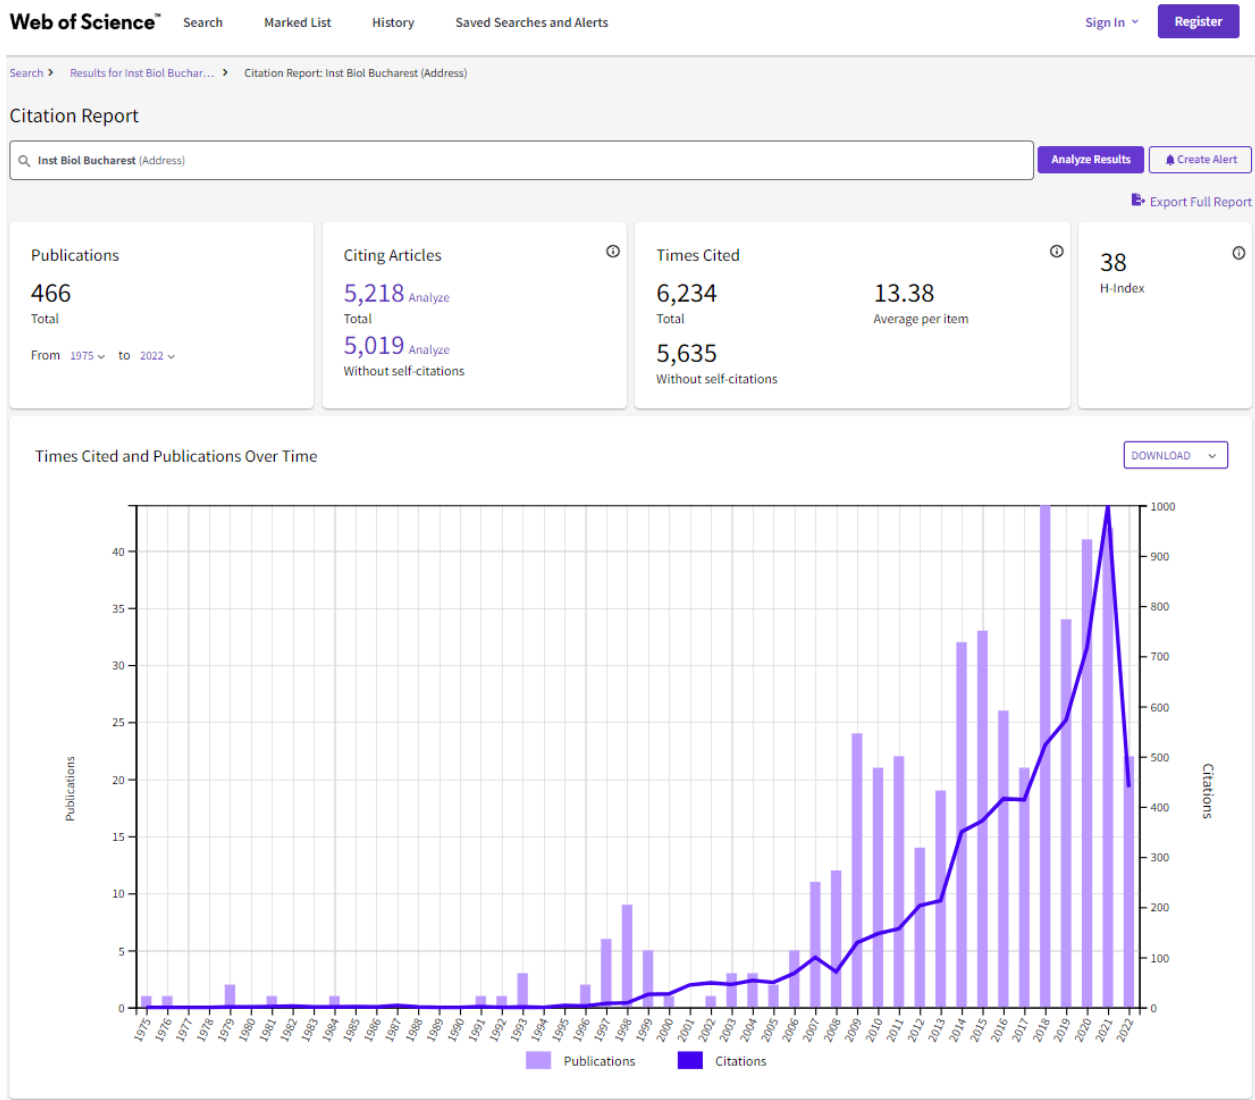 Web of Science™ Search Marked List History Saved Searches and Alerts Sign In Register
Search > Results for Inst Biol Buchar... > Citation Report: Inst Biol Bucharest (Address)
Citation Report
Inst Biol Bucharest (Address) Analyze Results Create Alert
Export Full Report
Publications
466
Total
From 1975 to 2022
Citing Articles
5,218 Analyze
Total
5,019 Analyze
Without self-citations
Times Cited
6,234
Total
5,635
Without self-citations
13.38
Average per item
38
H-Index
Times Cited and Publications Over Time
DOWNLOAD
Publications
40
35
30
25
20
15
10
5
0
1000
900
800
700
600
500
400
300
200
100
0
Citations
1975 1976 1977 1978 1979 1980 1981 1982 1983 1984 1985 1986 1987 1988 1989 1990 1991 1992 1993 1994 1995 1996 1997 1998 1999 2000 2001 2002 2003 2004 2005 2006 2007 2008 2009 2010 2011 2012 2013 2014 2015 2016 2017 2018 2019 2020 2021 2022
Publications Citations